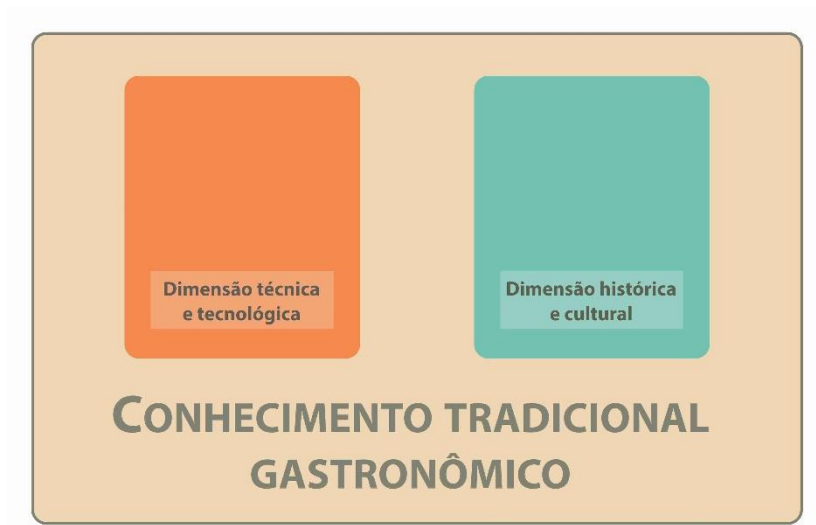 Dimensão técnica
e tecnológica
Dimensão histórica
e cultural
CONHECIMENTO TRADICIONAL
GASTRONÔMICO